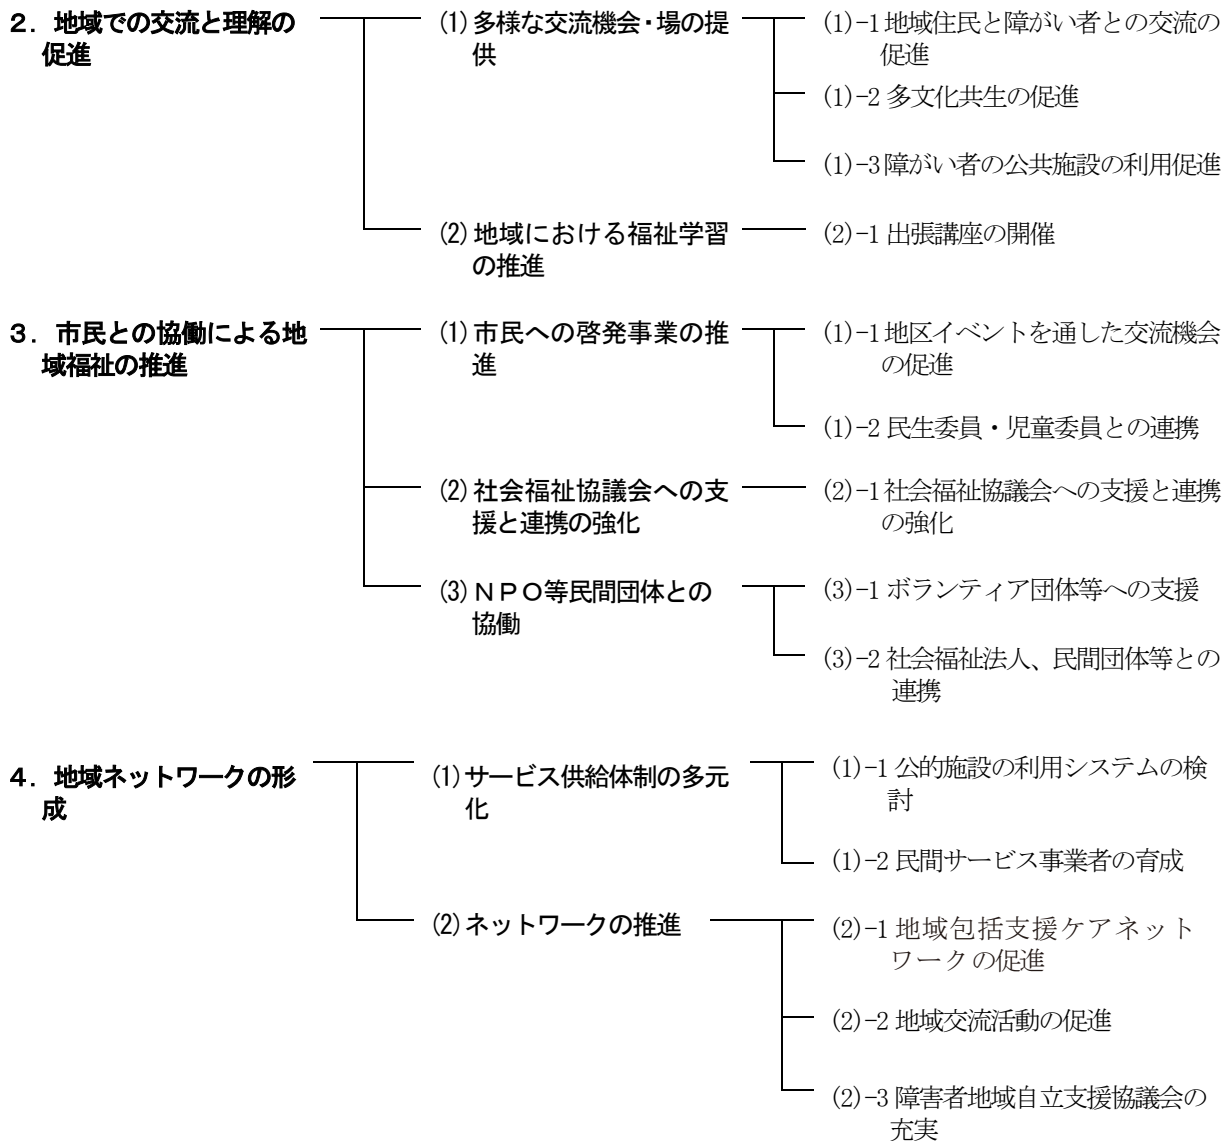 2．地域での交流と理解の
促進
(1)多様な交流機会・場の提
供
(1)-1地域住民と障がい者との交流の
促進
(1)-2 多文化共生の促進
(1)-3障がい者の公共施設の利用促進
(2)地域における福祉学習
の推進
(2)-1 出張講座の開催
3．市民との協働による地
域福祉の推進
(1)市民への啓発事業の推
進
(1)-1地区イベントを通した交流機会
の促進
(1)-2 民生委員・児童委員との連携
(2)社会福祉協議会への支
援と連携の強化
(2)-1社会福祉協議会への支援と連携
の強化
(3)ＮＰＯ等民間団体との
協働
(3)-1 ボランティア団体等への支援
(3)-2 社会福祉法人、民間団体等との
連携
4．地域ネットワークの形
成
(1)サービス供給体制の多元
化
(1)-1 公的施設の利用システムの検
討
(1)-2 民間サービス事業者の育成
(2)ネットワークの推進
(2)-1 地域包括支援ケアネット
ワークの促進
(2)-2 地域交流活動の促進
(2)-3 障害者地域自立支援協議会の
充実